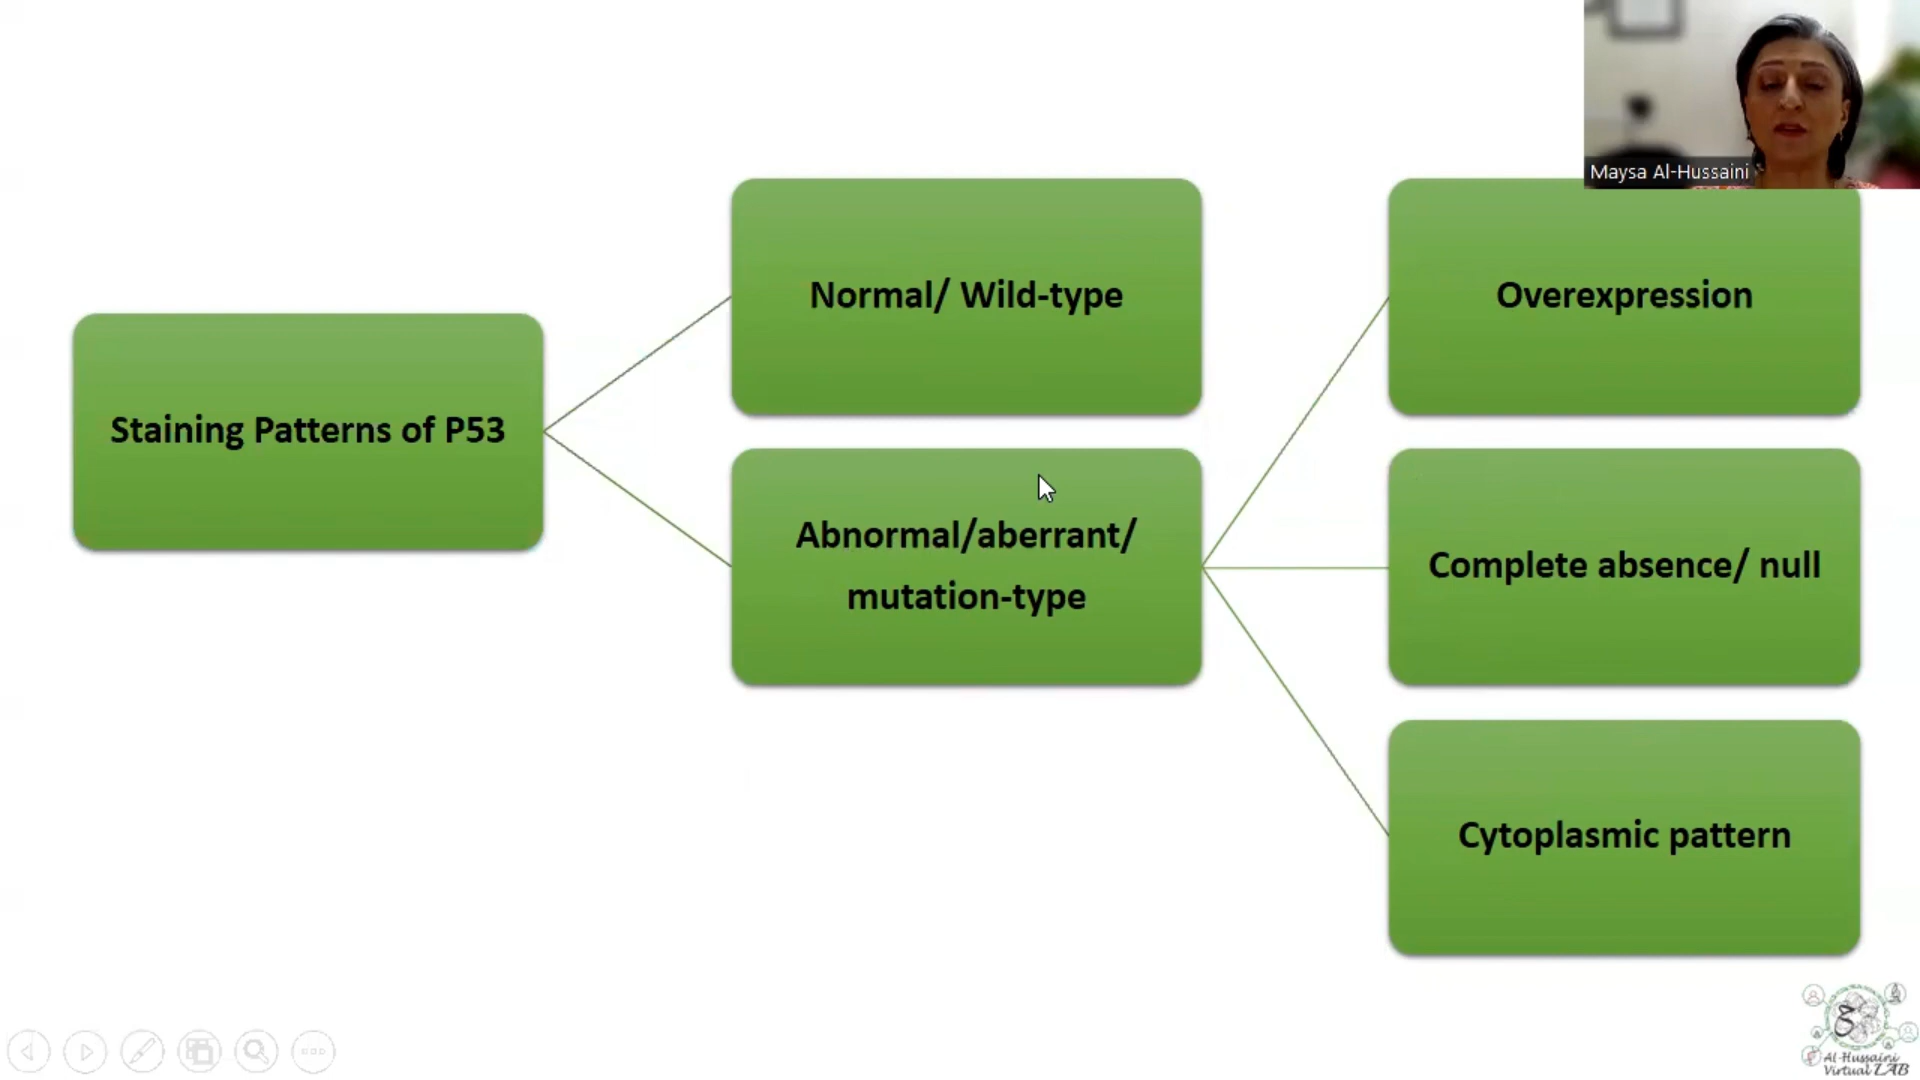 Maysa Al-Hussaini
Staining Patterns of P53
Normal/ Wild-type
Abnormal/aberrant/
mutation-type
Overexpression
Complete absence/ null
Cytoplasmic pattern
Al-Hussaini
Virtual LAB